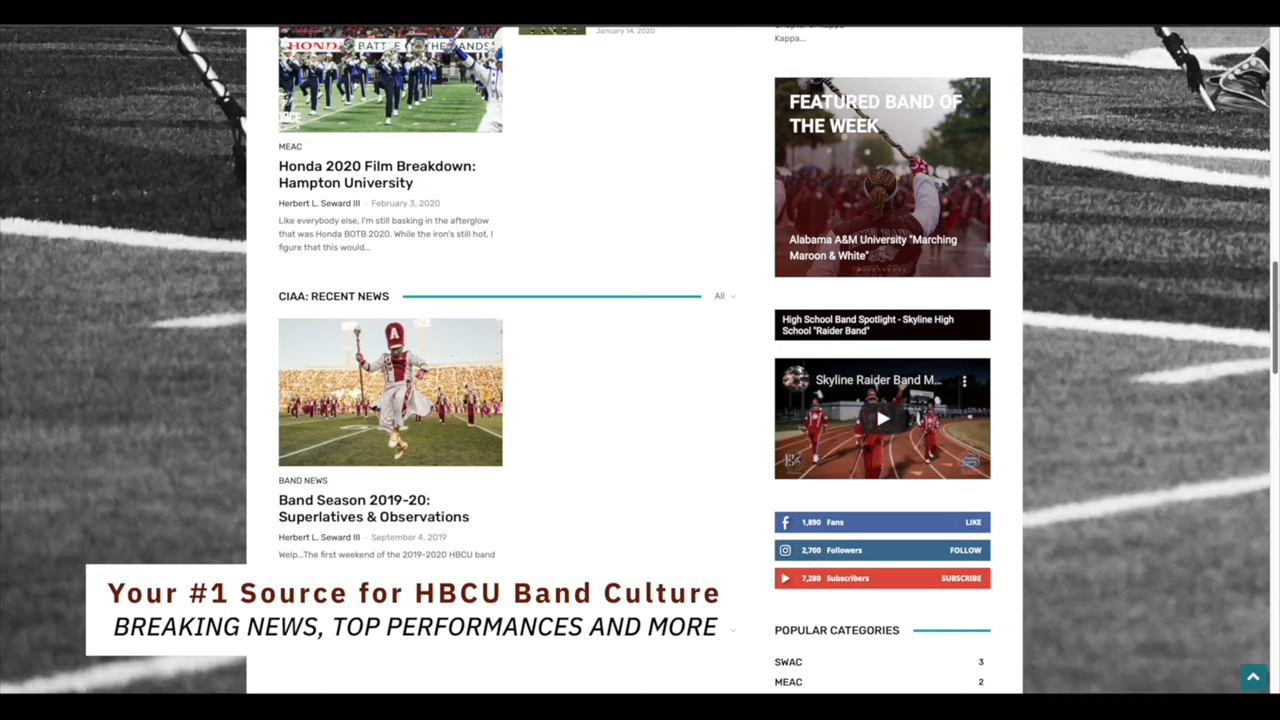 January 14, 2020
Kappa...
HOND
BATTLE OF THE BANDS
MEAC
Honda 2020 Film Breakdown:
Hampton University
Herbert L. Seward III - February 3, 2020
Like everybody else, I'm still basking in the afterglow
that was Honda BOTB 2020. While the iron's still hot, I
figure that this would...
CIAA: RECENT NEWS
All
A
BAND NEWS
Band Season 2019-20:
Superlatives & Observations
Herbert L. Seward III - September 4, 2019
Welp...The first weekend of the 2019-2020 HBCU band
Your #1 Source for HBCU Band Culture
BREAKING NEWS, TOP PERFORMANCES AND MORE
FEATURED BAND OF
THE WEEK
Alabama A&M University "Marching
Maroon & White"
High School Band Spotlight - Skyline High
School "Raider Band"
Skyline Raider Band M...
1,890 Fans LIKE
2,700 Followers FOLLOW
7,280 Subscribers SUBSCRIBE
POPULAR CATEGORIES
SWAC 3
MEAC 2